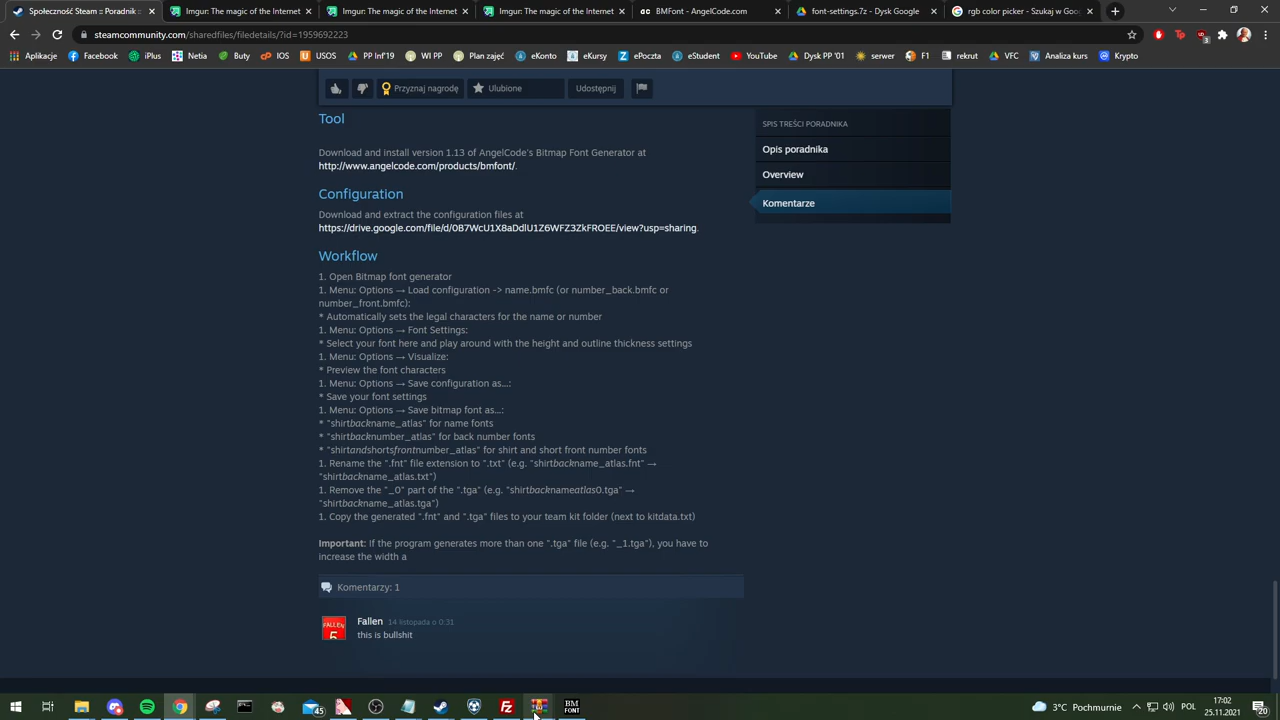 Społeczność Steam :: Poradnik
Imgur The magic of the Internet
Imgur: The magic of the Internet
Imgur: The magic of the Internet
BMFont - AngelCode.com
font-settings.7z - Dysk Google
rgb color picker - Szukaj w Goog
steamcommunity.com/sharedfiles/filedetails/?id=1959692223
Aplikacje Facebook iPlus Netia Buty IOS USOS PP Inf'19 WI PP Plan zajęć eKonto eKursy ePoczta eStudent YouTube Dysk PP '01 serwer F1 rekrut VFC Analiza kurs Krypto
Przyznaj nagrodę Ulubione Udostępnij
Tool
Download and install version 1.13 of AngelCode's Bitmap Font Generator at
http://www.angelcode.com/products/bmfont/.
Configuration
Download and extract the configuration files at
https://drive.google.com/file/d/0B7WcU1X8aDdlU1Z6WFZ3ZkFROEE/view?usp=sharing.
Workflow
1. Open Bitmap font generator
1. Menu: Options → Load configuration -> name.bmfc (or number_back.bmfc or
number_front.bmfc):
* Automatically sets the legal characters for the name or number
1. Menu: Options → Font Settings:
* Select your font here and play around with the height and outline thickness settings
1. Menu: Options → Visualize:
* Preview the font characters
1. Menu: Options → Save configuration as...:
* Save your font settings
1. Menu: Options → Save bitmap font as...:
* "shirtbackname_atlas" for name fonts
* "shirtbacknumber_atlas" for back number fonts
* "shirtandshortsfrontnumber_atlas" for shirt and short front number fonts
1. Rename the ".fnt" file extension to ".txt" (e.g. "shirtbackname_atlas.fnt" →
"shirtbackname_atlas.txt")
1. Remove the "_0" part of the ".tga" (e.g. "shirtbacknameatlas0.tga" →
"shirtbackname_atlas.tga")
1. Copy the generated ".fnt" and ".tga" files to your team kit folder (next to kitdata.txt)
Important: If the program generates more than one ".tga" file (e.g. "_1.tga"), you have to
increase the width a
Komentarzy: 1
Fallen 14 listopada o 0:31
this is bullshit
FALLEN
5
SPIS TREŚCI PORADNIKA
Opis poradnika
Overview
Komentarze
45
BM
FONT
3°C Pochmurnie
POL
17:02
25.11.2021
20